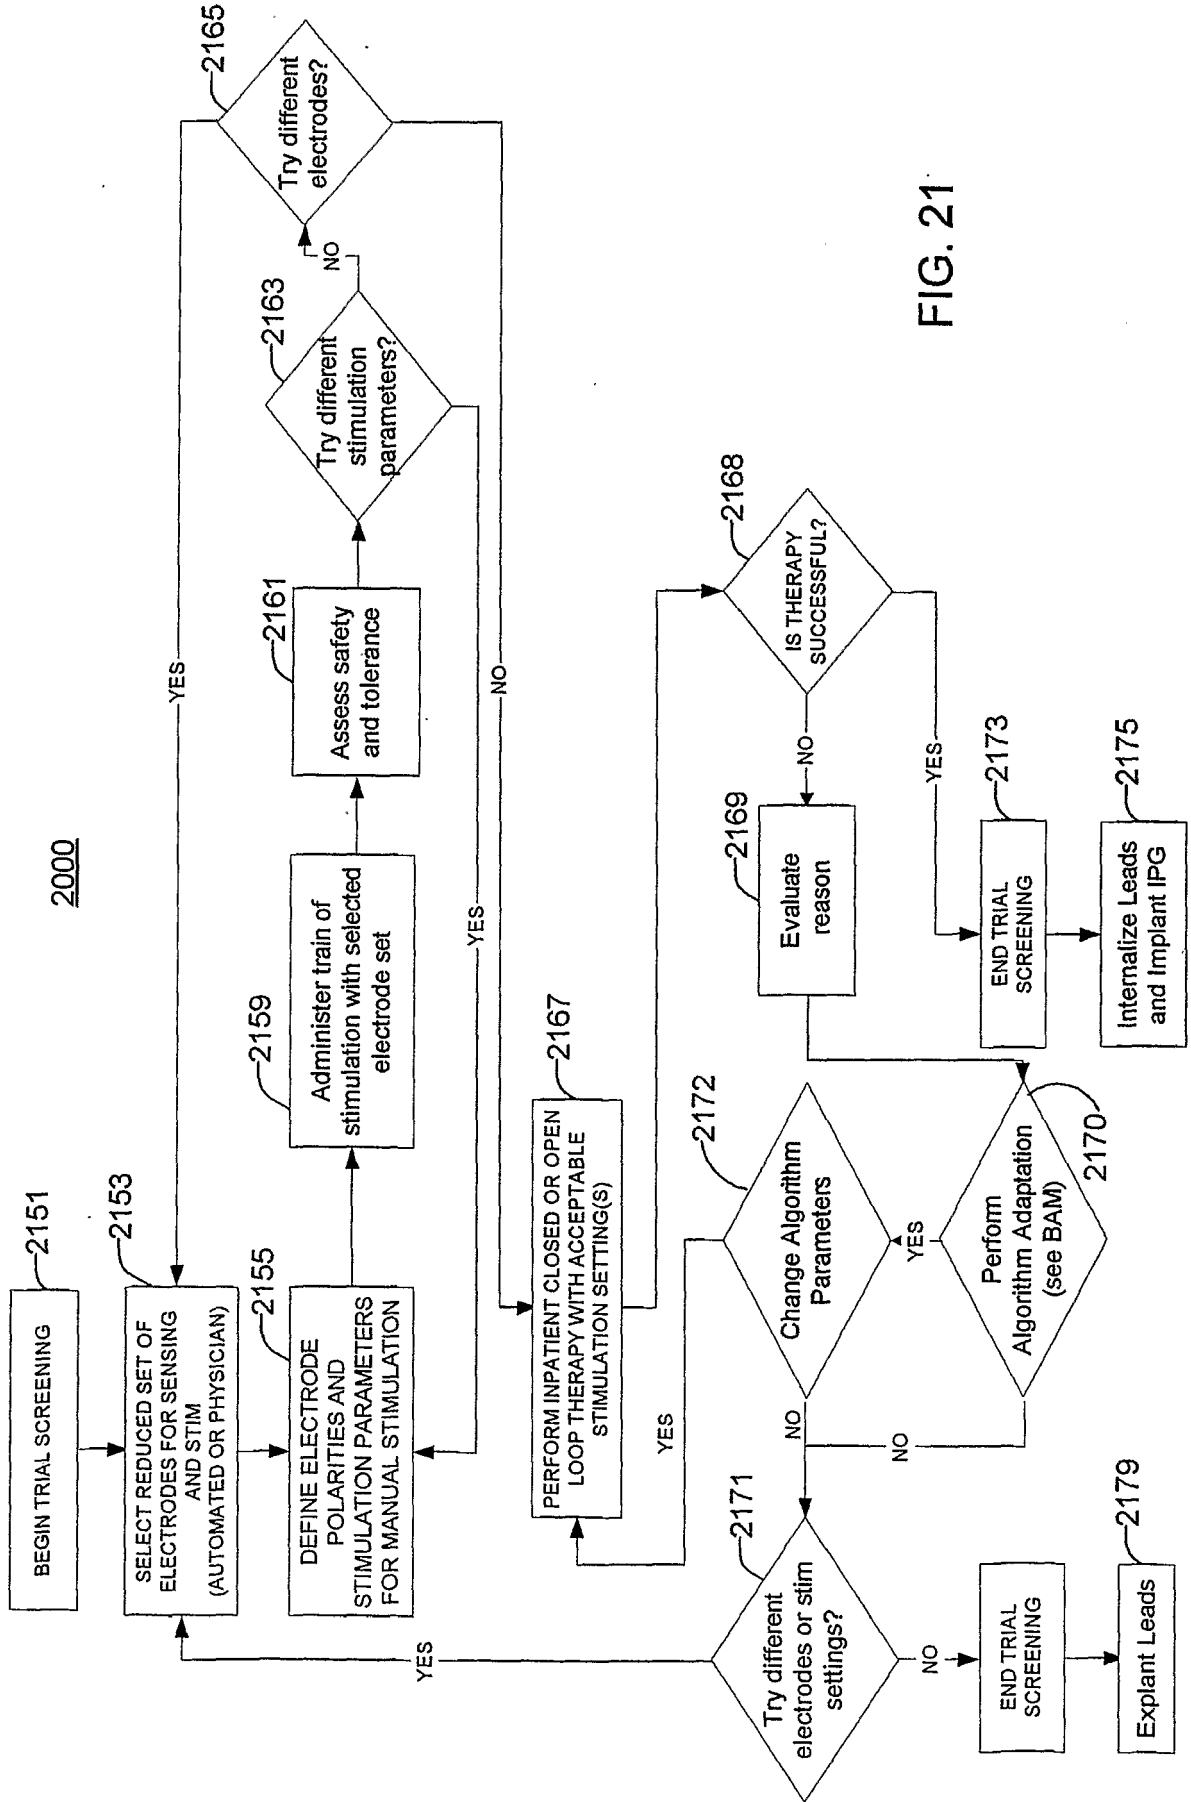 2000
BEGIN TRIAL SCREENING
2151
SELECT REDUCED SET OF
ELECTRODES FOR SENSING
AND STIM
(AUTOMATED OR PHYSICIAN)
2153
DEFINE ELECTRODE
POLARITIES AND
STIMULATION PARAMETERS
FOR MANUAL STIMULATION
2155
Administer train of
stimulation with selected
electrode set
2159
Assess safety
and tolerance
2161
Try different
stimulation
parameters?
2163
NO
YES
Try different
electrodes?
2165
YES
NO
PERFORM INPATIENT CLOSED OR OPEN
LOOP THERAPY WITH ACCEPTABLE
STIMULATION SETTING(S)
2167
IS THERAPY
SUCCESSFUL?
2168
NO
YES
Evaluate
reason
2169
END TRIAL
SCREENING
2173
Internalize Leads
and Implant IPG
2175
Perform
Algorithm Adaptation
(see BAM)
2170
YES
NO
Change Algorithm
Parameters
2172
YES
NO
Try different
electrodes or stim
settings?
2171
YES
NO
END TRIAL
SCREENING
Explant Leads
2179
FIG. 21